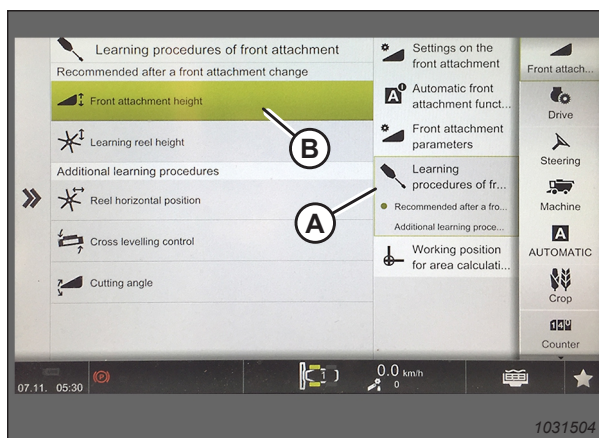 Learning procedures of front attachment
Recommended after a front attachment change
Front attachment height
Learning reel height
Additional learning procedures
Reel horizontal position
Cross levelling control
Cutting angle
B
A
Settings on the
front attachment
Automatic front
attachment funct...
Front attachment
parameters
Learning
procedures of fr...
Recommended after a fro...
Additional learning proce...
Working position
for area calculati...
Front attach...
Drive
Steering
Machine
A
AUTOMATIC
Crop
Counter
07.11. 05:30
(P)
0.0 km/h
0
1031504